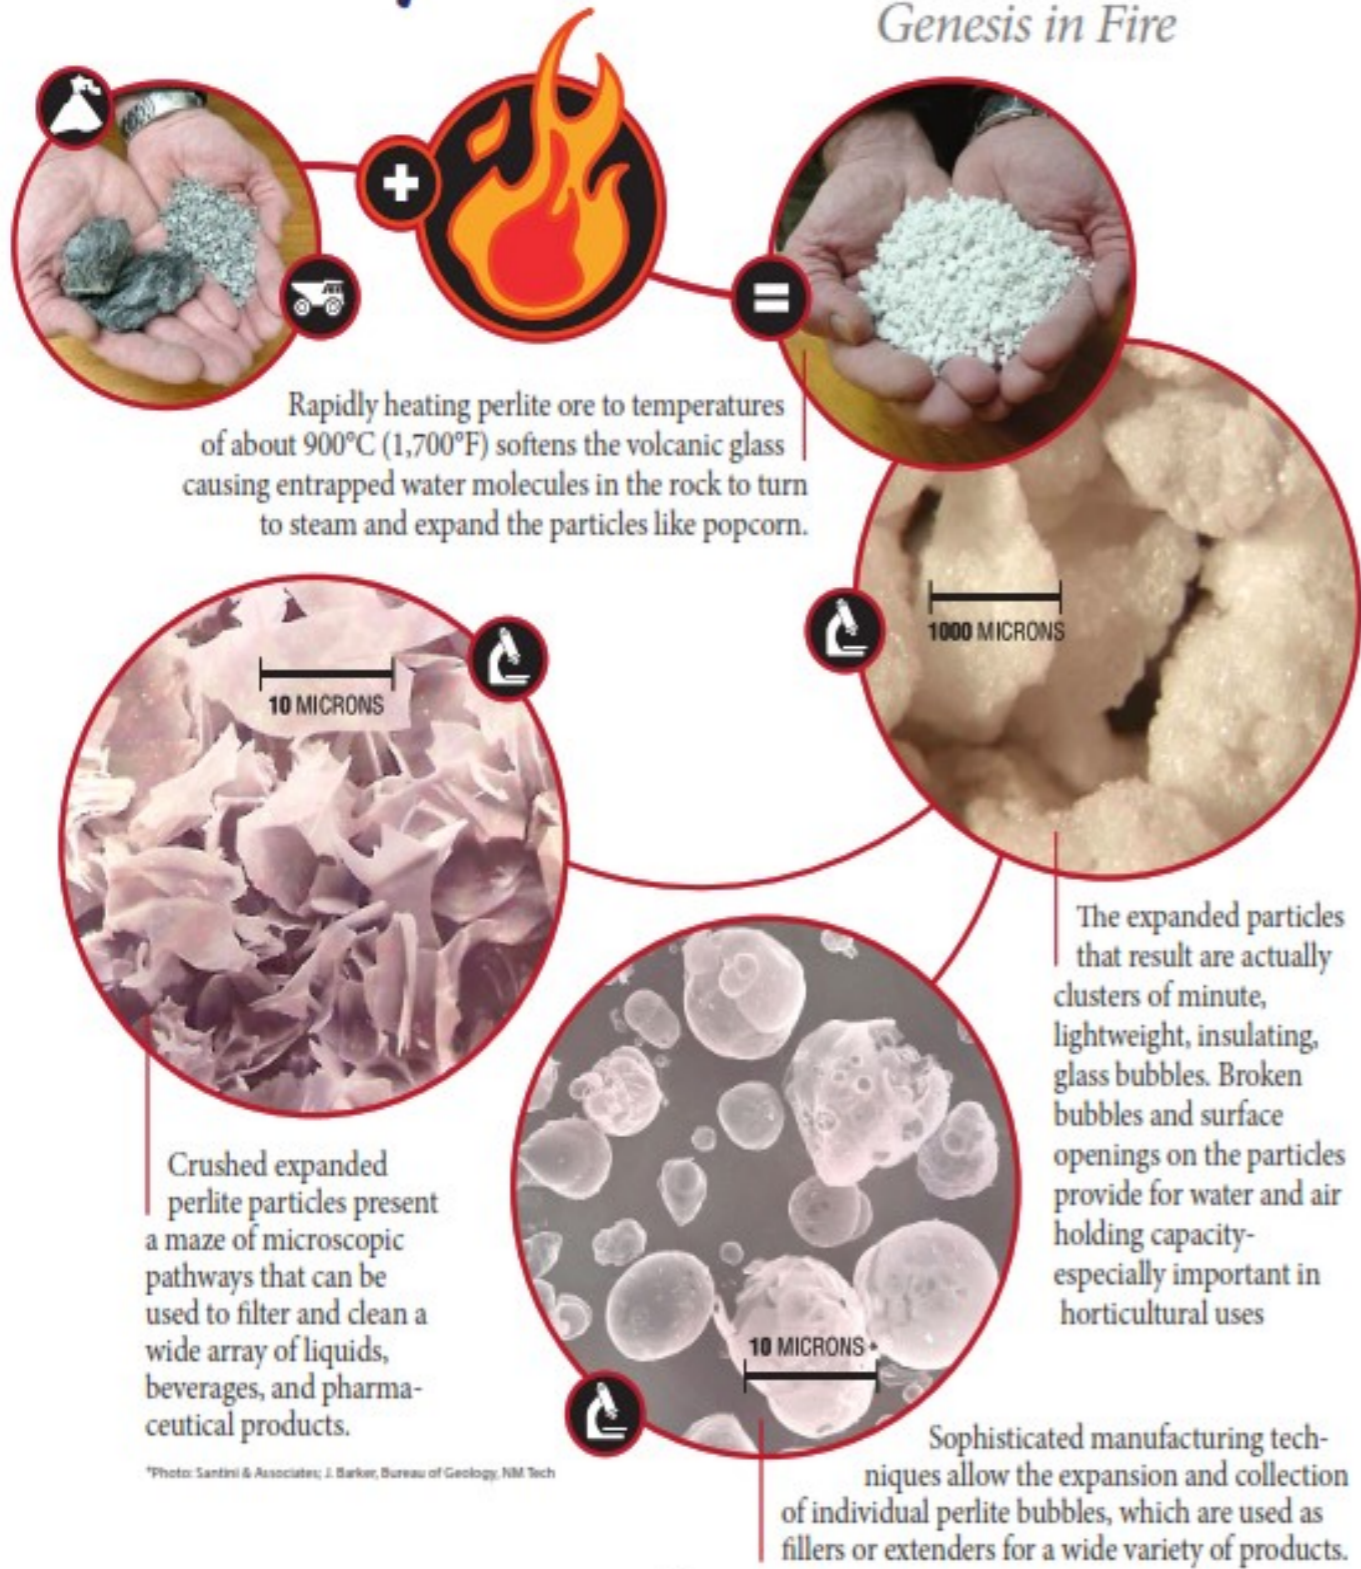 Genesis in Fire
Rapidly heating perlite ore to temperatures
of about 900°C (1,700°F) softens the volcanic glass
causing entrapped water molecules in the rock to turn
to steam and expand the particles like popcorn.
1000 MICRONS
10 MICRONS
The expanded particles
that result are actually
clusters of minute,
lightweight, insulating,
glass bubbles. Broken
bubbles and surface
openings on the particles
provide for water and air
holding capacity-
especially important in
horticultural uses
Crushed expanded
perlite particles present
a maze of microscopic
pathways that can be
used to filter and clean a
wide array of liquids,
beverages, and pharma-
ceutical products.
*Photo: Santini & Associates; J. Barker, Bureau of Geology, NM Tech
10 MICRONS *
Sophisticated manufacturing tech-
niques allow the expansion and collection
of individual perlite bubbles, which are used as
fillers or extenders for a wide variety of products.